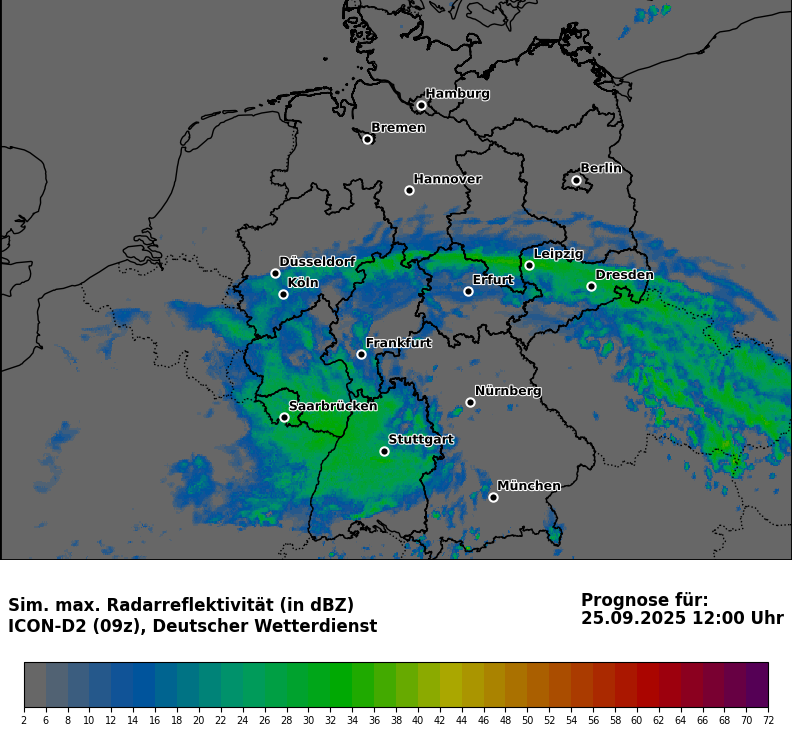 Hamburg
Bremen
Berlin
Hannover
Leipzig
Düsseldorf
Dresden
Köln
Erfurt
Frankfurt
Nürnberg
Saarbrücken
Stuttgart
München
Sim. max. Radarreflektivität (in dBZ)
ICON-D2 (09z), Deutscher Wetterdienst
Prognose für:
25.09.2025 12:00 Uhr
2 6 8 10 12 14 16 18 20 22 24 26 28 30 32 34 36 38 40 42 44 46 48 50 52 54 56 58 60 62 64 66 68 70 72